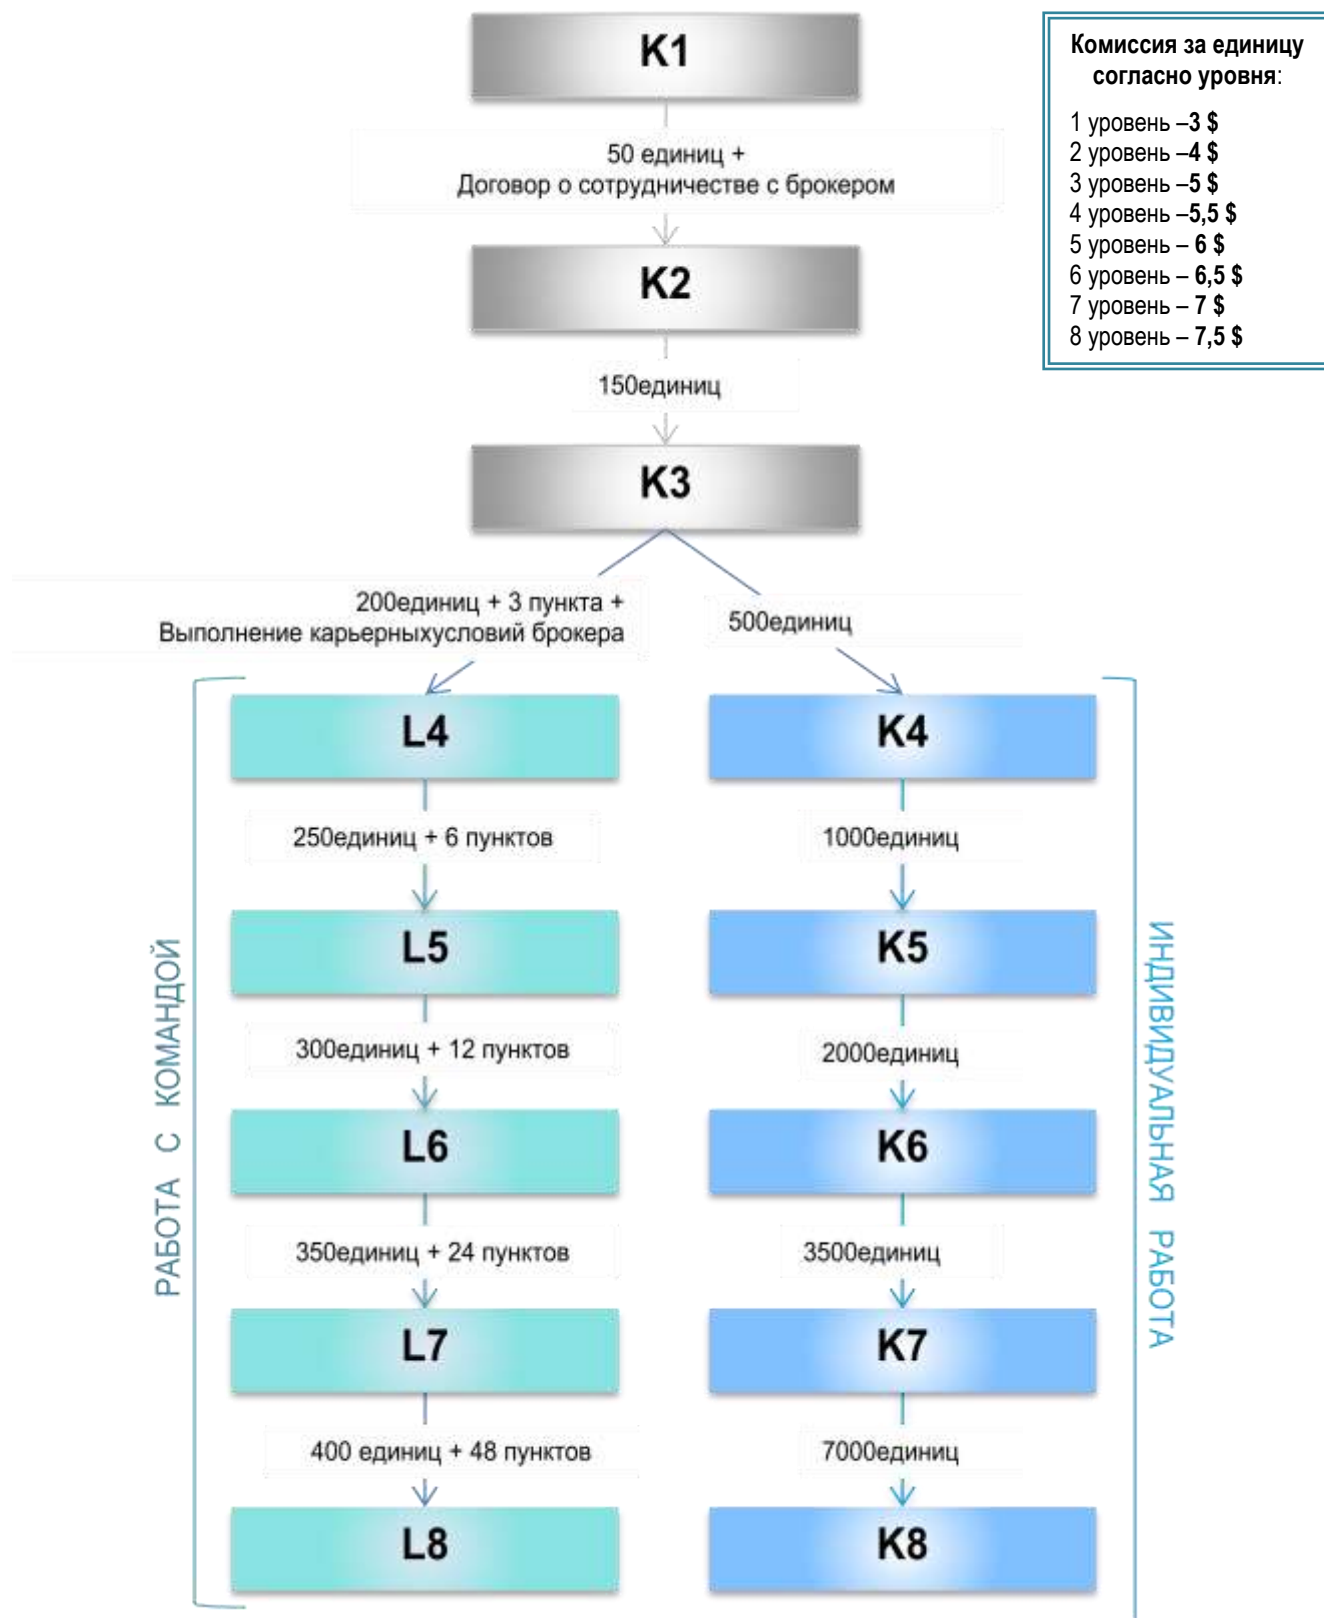 K1
Комиссия за единицу
согласно уровня:
1 уровень –3 $
2 уровень –4 $
3 уровень –5 $
4 уровень –5,5 $
5 уровень – 6 $
6 уровень – 6,5 $
7 уровень – 7 $
8 уровень – 7,5 $
50 единиц +
Договор о сотрудничестве с брокером
K2
150единиц
K3
200единиц + 3 пункта +
Выполнение карьерныхусловий брокера
500единиц
L4
K4
250единиц + 6 пунктов
1000единиц
L5
K5
300единиц + 12 пунктов
2000единиц
L6
K6
350единиц + 24 пунктов
3500единиц
L7
K7
400 единиц + 48 пунктов
7000единиц
L8
K8
РАБОТА С КОМАНДОЙ
ИНДИВИДУАЛЬНАЯ РАБОТА